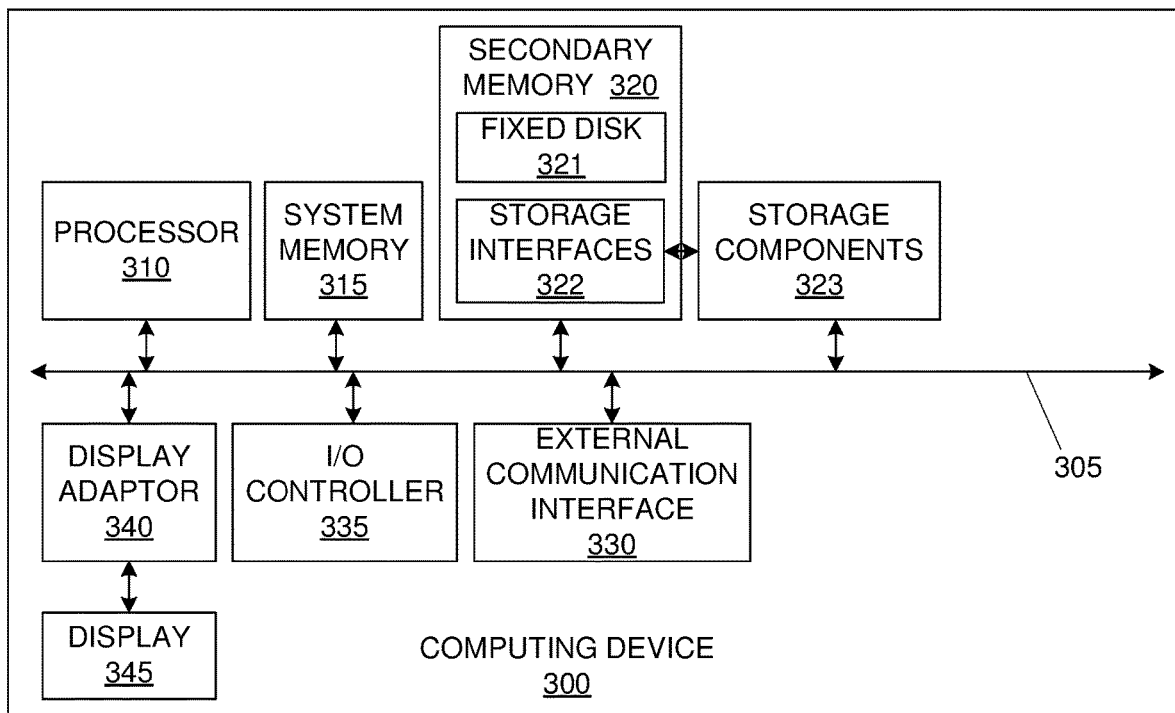 SECONDARY
MEMORY 320
FIXED DISK
321
STORAGE
INTERFACES
322
PROCESSOR
310
SYSTEM
MEMORY
315
STORAGE
COMPONENTS
323
305
DISPLAY
ADAPTOR
340
I/O
CONTROLLER
335
EXTERNAL
COMMUNICATION
INTERFACE
330
DISPLAY
345
COMPUTING DEVICE
300